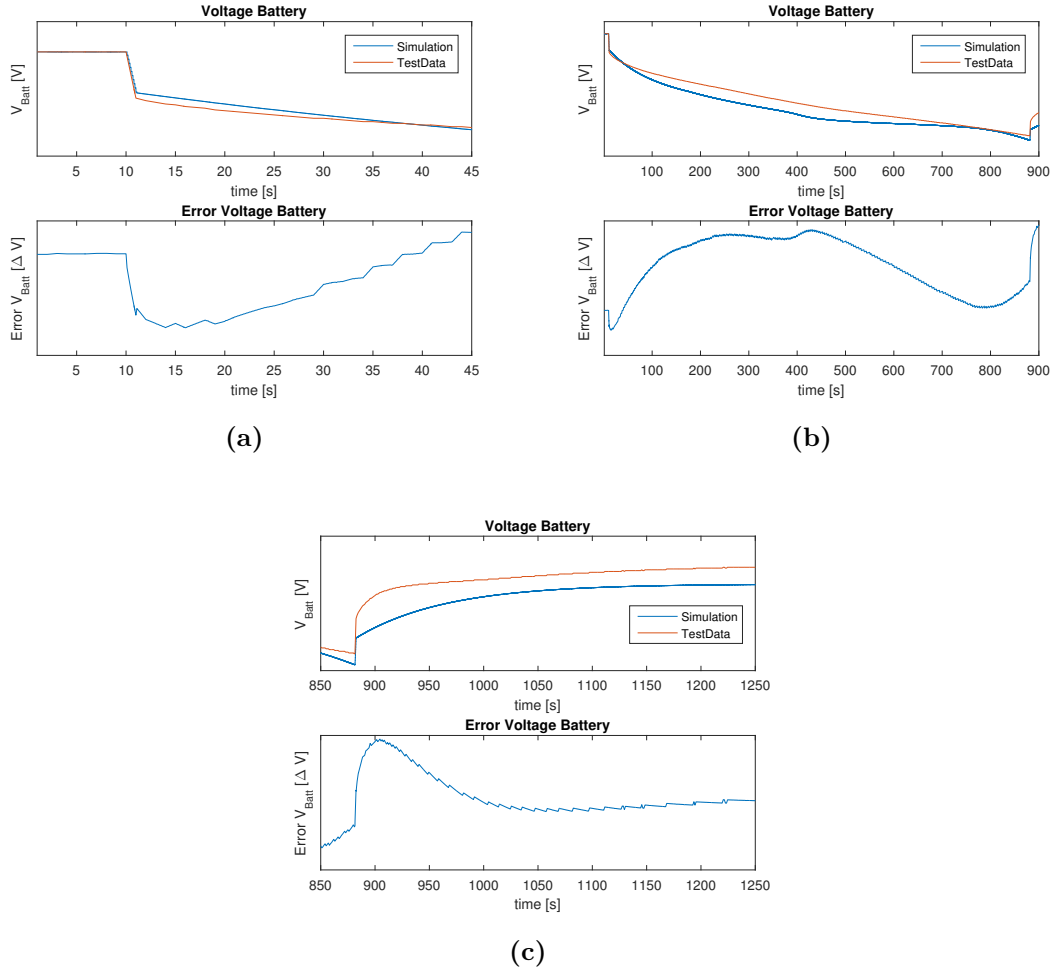 Voltage Battery
V_Batt [V]
Simulation
TestData
5 10 15 20 25 30 35 40 45
time [s]
Error Voltage Battery
Error V_Batt [Δ V]
5 10 15 20 25 30 35 40 45
time [s]
(a)
Voltage Battery
V_Batt [V]
Simulation
TestData
100 200 300 400 500 600 700 800 900
time [s]
Error Voltage Battery
Error V_Batt [Δ V]
100 200 300 400 500 600 700 800 900
time [s]
(b)
Voltage Battery
V_Batt [V]
Simulation
TestData
850 900 950 1000 1050 1100 1150 1200 1250
time [s]
Error Voltage Battery
Error V_Batt [Δ V]
850 900 950 1000 1050 1100 1150 1200 1250
time [s]
(c)